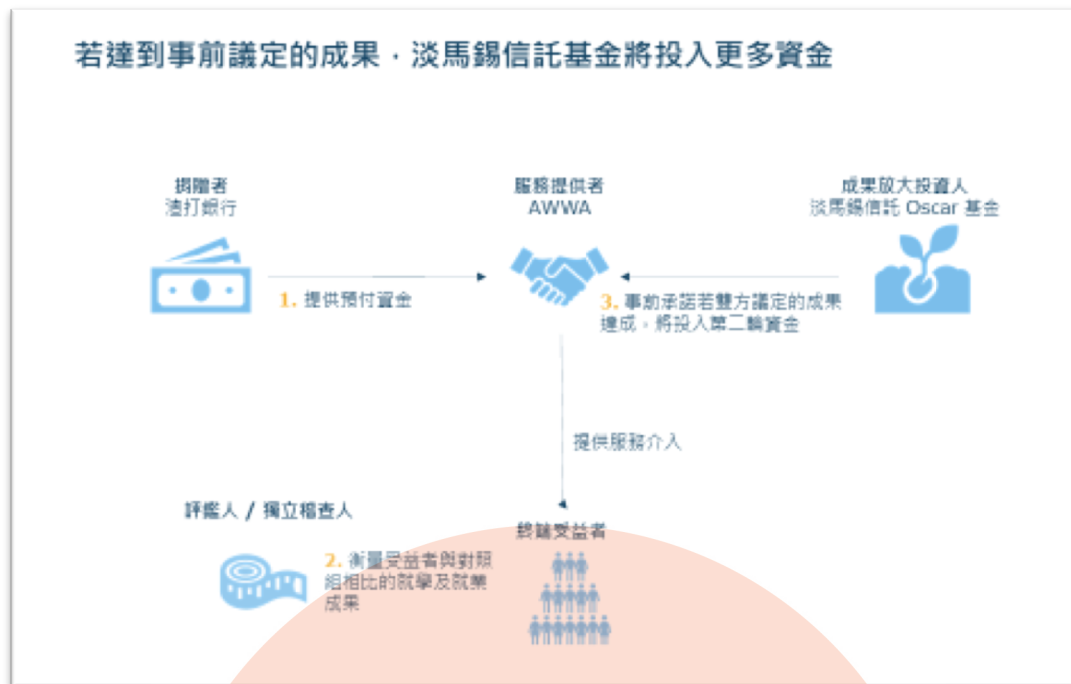 若達到事前議定的成果，淡馬錫信託基金將投入更多資金
捐贈者
渣打銀行
服務提供者
AWWA
成果放大投資人
淡馬錫信託 Oscar 基金
1. 提供預付資金
3. 事前承諾若雙方議定的成果
達成，將投入第二輪資金
提供服務介入
評鑑人 / 獨立稽查人
終端受益者
2. 衡量受益者與對照
組相比的就學及就業
成果